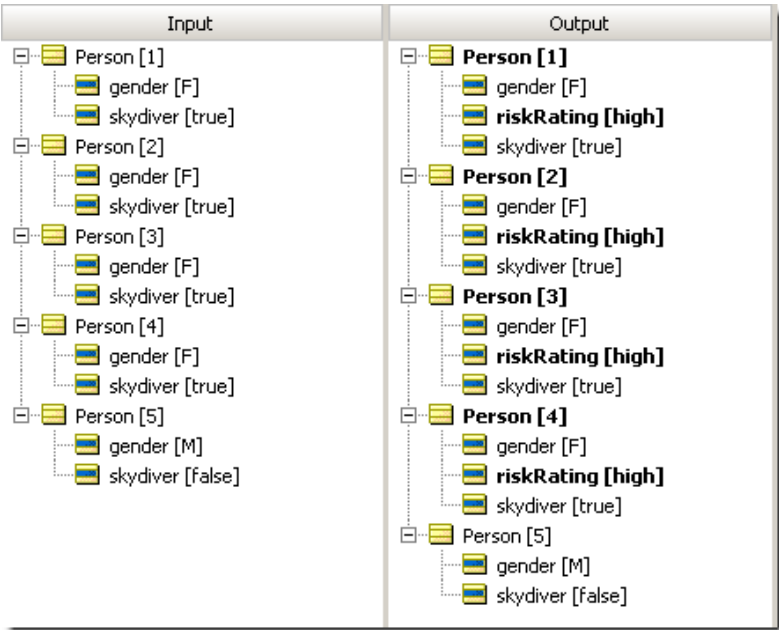 Input
Person [1]
gender [F]
skydiver [true]
Person [2]
gender [F]
skydiver [true]
Person [3]
gender [F]
skydiver [true]
Person [4]
gender [F]
skydiver [true]
Person [5]
gender [M]
skydiver [false]
Output
Person [1]
gender [F]
riskRating [high]
skydiver [true]
Person [2]
gender [F]
riskRating [high]
skydiver [true]
Person [3]
gender [F]
riskRating [high]
skydiver [true]
Person [4]
gender [F]
riskRating [high]
skydiver [true]
Person [5]
gender [M]
skydiver [false]